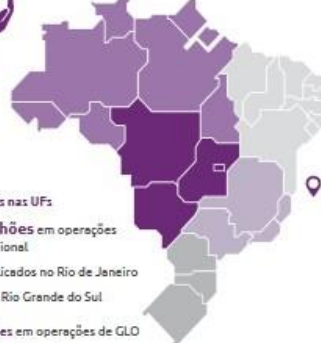 s nas UFs
hões em operações
ional
licados no Rio de Janeiro
Rio Grande do Sul
es em operações de GLO